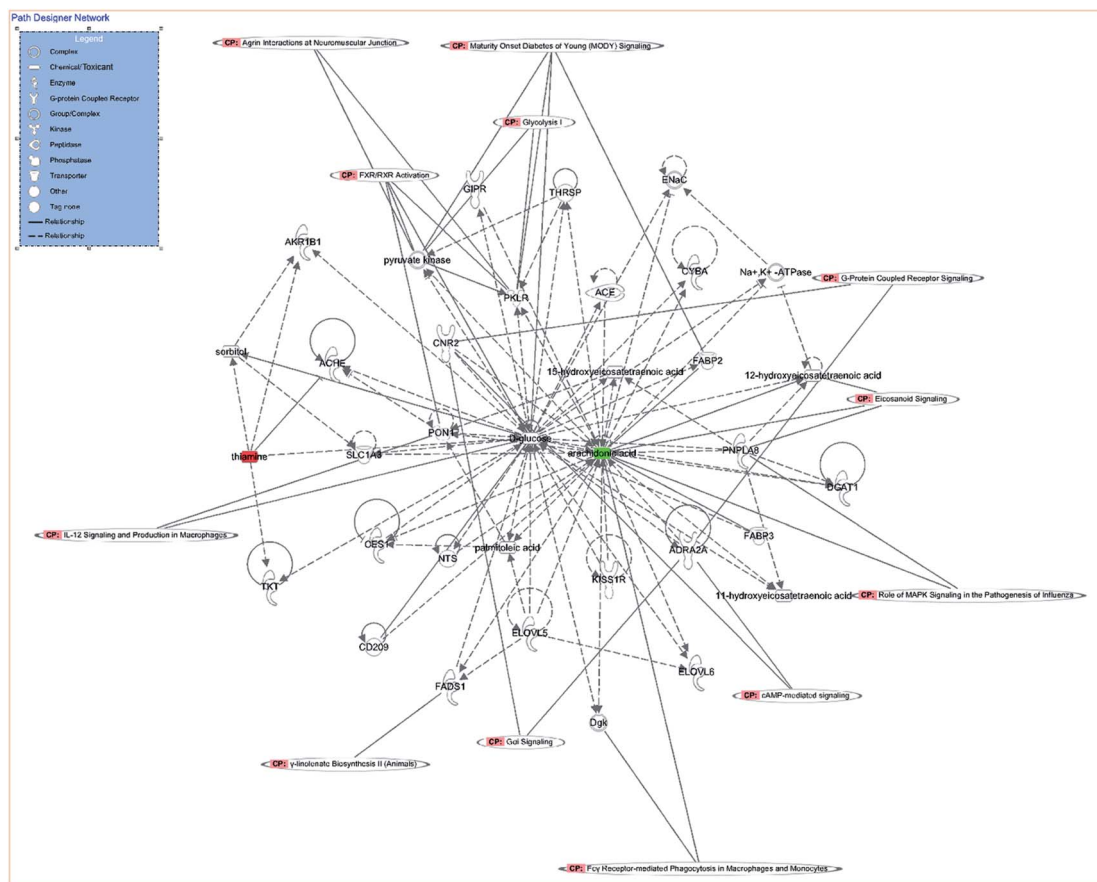 Path Designer Network
Legend
Complex
Chemical/Toxicant
Enzyme
G-protein Coupled Receptor
Group/Complex
Kinase
Peptidase
Phosphatase
Transporter
Other
Tag none
Relationship
Relationship
CP: Agrin Interactions at Neuromuscular Junction
CP: Maturity Onset Diabetes of Young (MODY) Signaling
CP: Glycolysis I
CP: FXR/RXR Activation
GIPR
THRSP
ENaC
AKR1B1
pyruvate kinase
CYBA
Na+,K+ -ATPase
CP: G-Protein Coupled Receptor Signaling
PKLR
ACE
CNR2
sorbitol
ACHE
FABP2
15-hydroxyeicosatetraenoic acid
12-hydroxyeicosatetraenoic acid
CP: Eicosanoid Signaling
PON1
D-glucose
thiamine
SLC1A3
arachidonic acid
PNPLA8
DGAT1
CP: IL-12 Signaling and Production in Macrophages
CES1
NTS
palmitoleic acid
ADRA2A
FABP3
TKT
KISS1R
11-hydroxyeicosatetraenoic acid
CP: Role of MAPK Signaling in the Pathogenesis of Influenza
ELOVL5
CD209
ELOVL6
FADS1
CP: cAMP-mediated signaling
Dgk
CP: Gαi Signaling
CP: γ-linolenate Biosynthesis II (Animals)
CP: Fcγ Receptor-mediated Phagocytosis in Macrophages and Monocytes